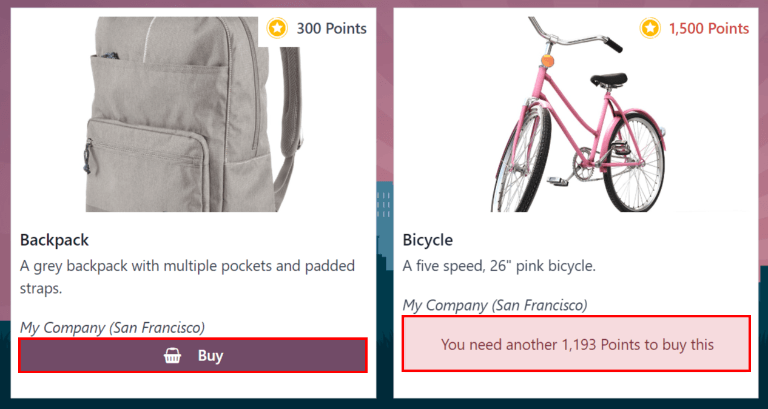 300 Points
Backpack
A grey backpack with multiple pockets and padded
straps.
My Company (San Francisco)
Buy
1,500 Points
Bicycle
A five speed, 26" pink bicycle.
My Company (San Francisco)
You need another 1,193 Points to buy this